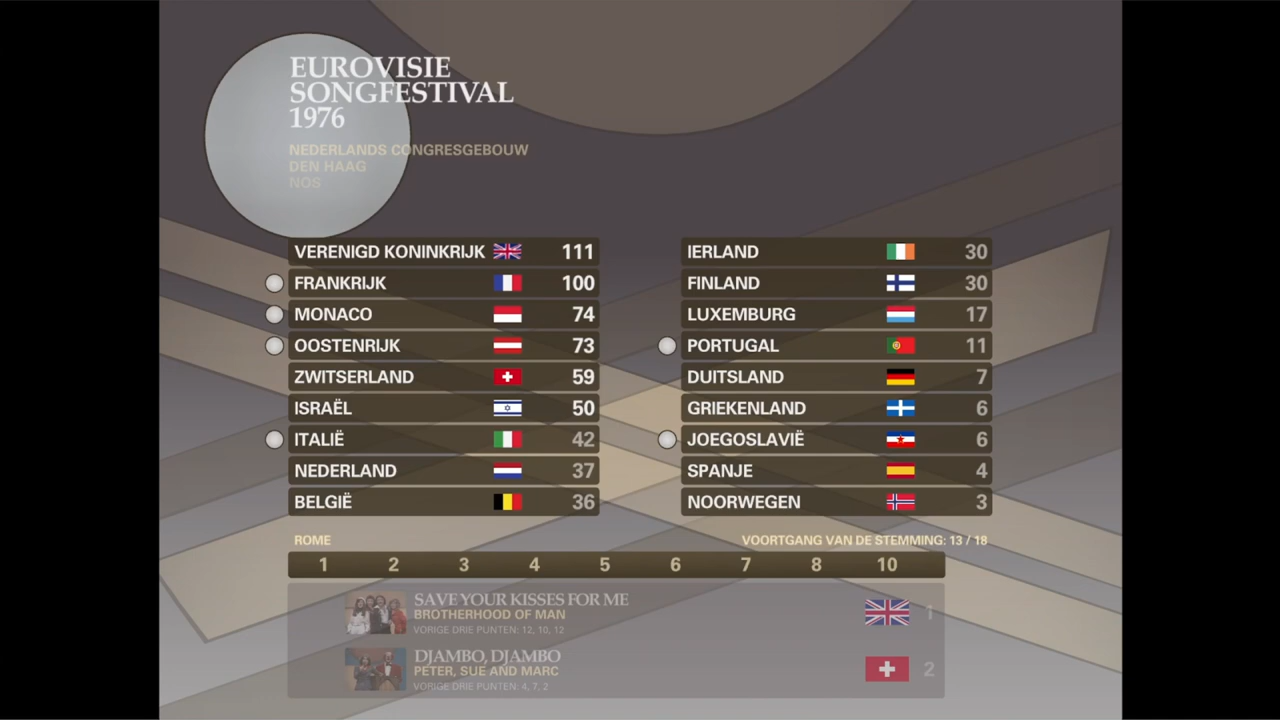 EUROVISIE
SONGFESTIVAL
1976
NEDERLANDS CONGRESGEBOUW
DEN HAAG
NOS
VERENIGD KONINKRIJK 111
FRANKRIJK 100
MONACO 74
OOSTENRIJK 73
ZWITSERLAND 59
ISRAËL 50
ITALIË 42
NEDERLAND 37
BELGIË 36
IERLAND 30
FINLAND 30
LUXEMBURG 17
PORTUGAL 11
DUITSLAND 7
GRIEKENLAND 6
JOEGOSLAVIË 6
SPANJE 4
NOORWEGEN 3
ROME VOORTGANG VAN DE STEMMING: 13 / 18
1 2 3 4 5 6 7 8 10
SAVE YOUR KISSES FOR ME
BROTHERHOOD OF MAN 1
VORIGE DRIE PUNTEN: 12, 10, 12
DJAMBO, DJAMBO
PETER, SUE AND MARC 2
VORIGE DRIE PUNTEN: 4, 7, 2